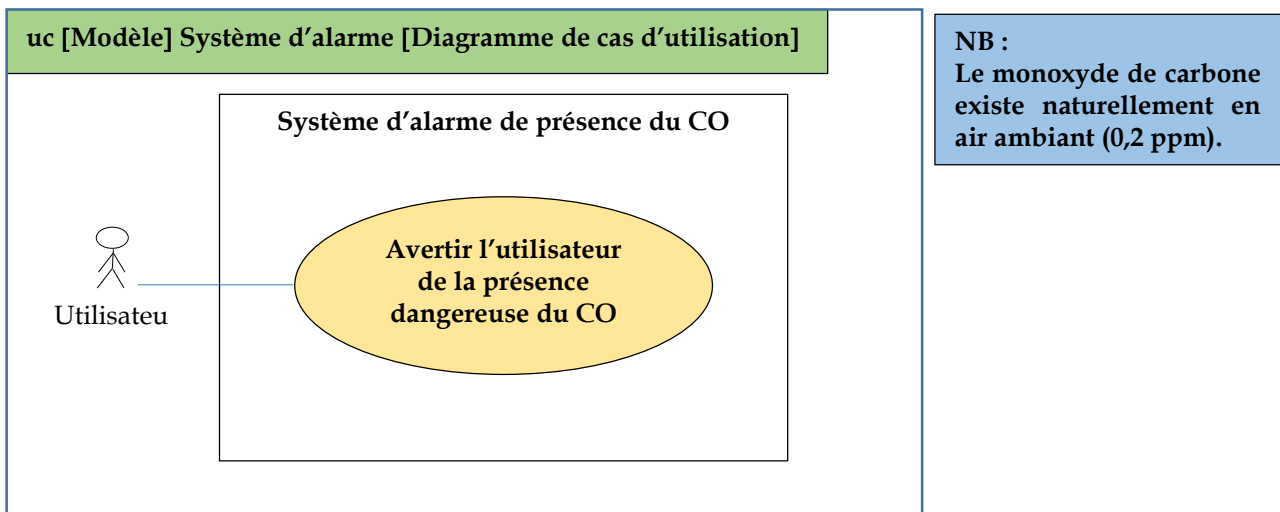 uc [Modèle] Système d’alarme [Diagramme de cas d’utilisation]
NB :
Le monoxyde de carbone
existe naturellement en
air ambiant (0,2 ppm).
Système d’alarme de présence du CO
Avertir l’utilisateur
de la présence
dangereuse du CO
Utilisateu